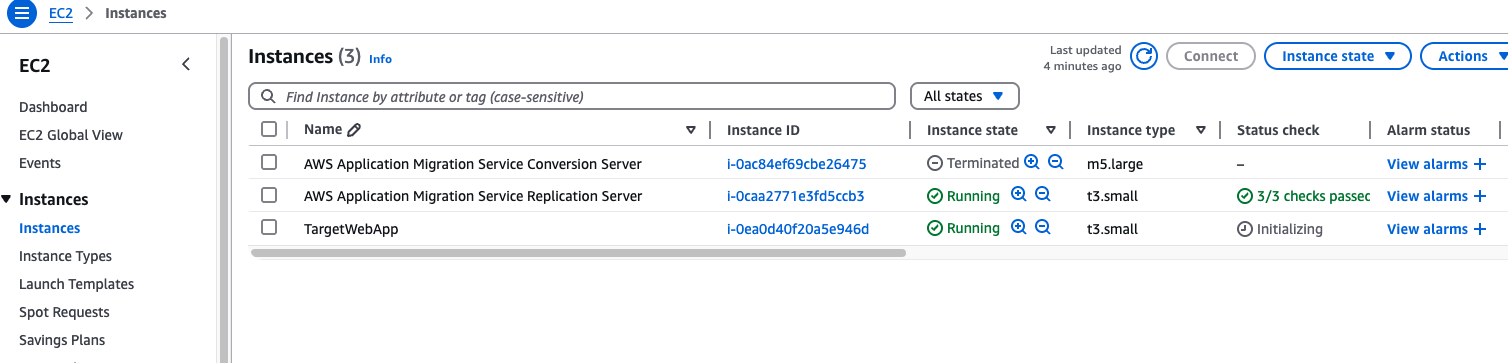 EC2 > Instances
EC2
Dashboard
EC2 Global View
Events
Instances
Instances
Instance Types
Launch Templates
Spot Requests
Savings Plans
Instances (3) Info
Last updated
4 minutes ago
Connect
Instance state
Actions
Find Instance by attribute or tag (case-sensitive)
All states
Name Instance ID Instance state Instance type Status check Alarm status
AWS Application Migration Service Conversion Server i-0ac84ef69cbe26475 Terminated m5.large – View alarms +
AWS Application Migration Service Replication Server i-0caa2771e3fd5ccb3 Running t3.small 3/3 checks passec View alarms +
TargetWebApp i-0ea0d40f20a5e946d Running t3.small Initializing View alarms +